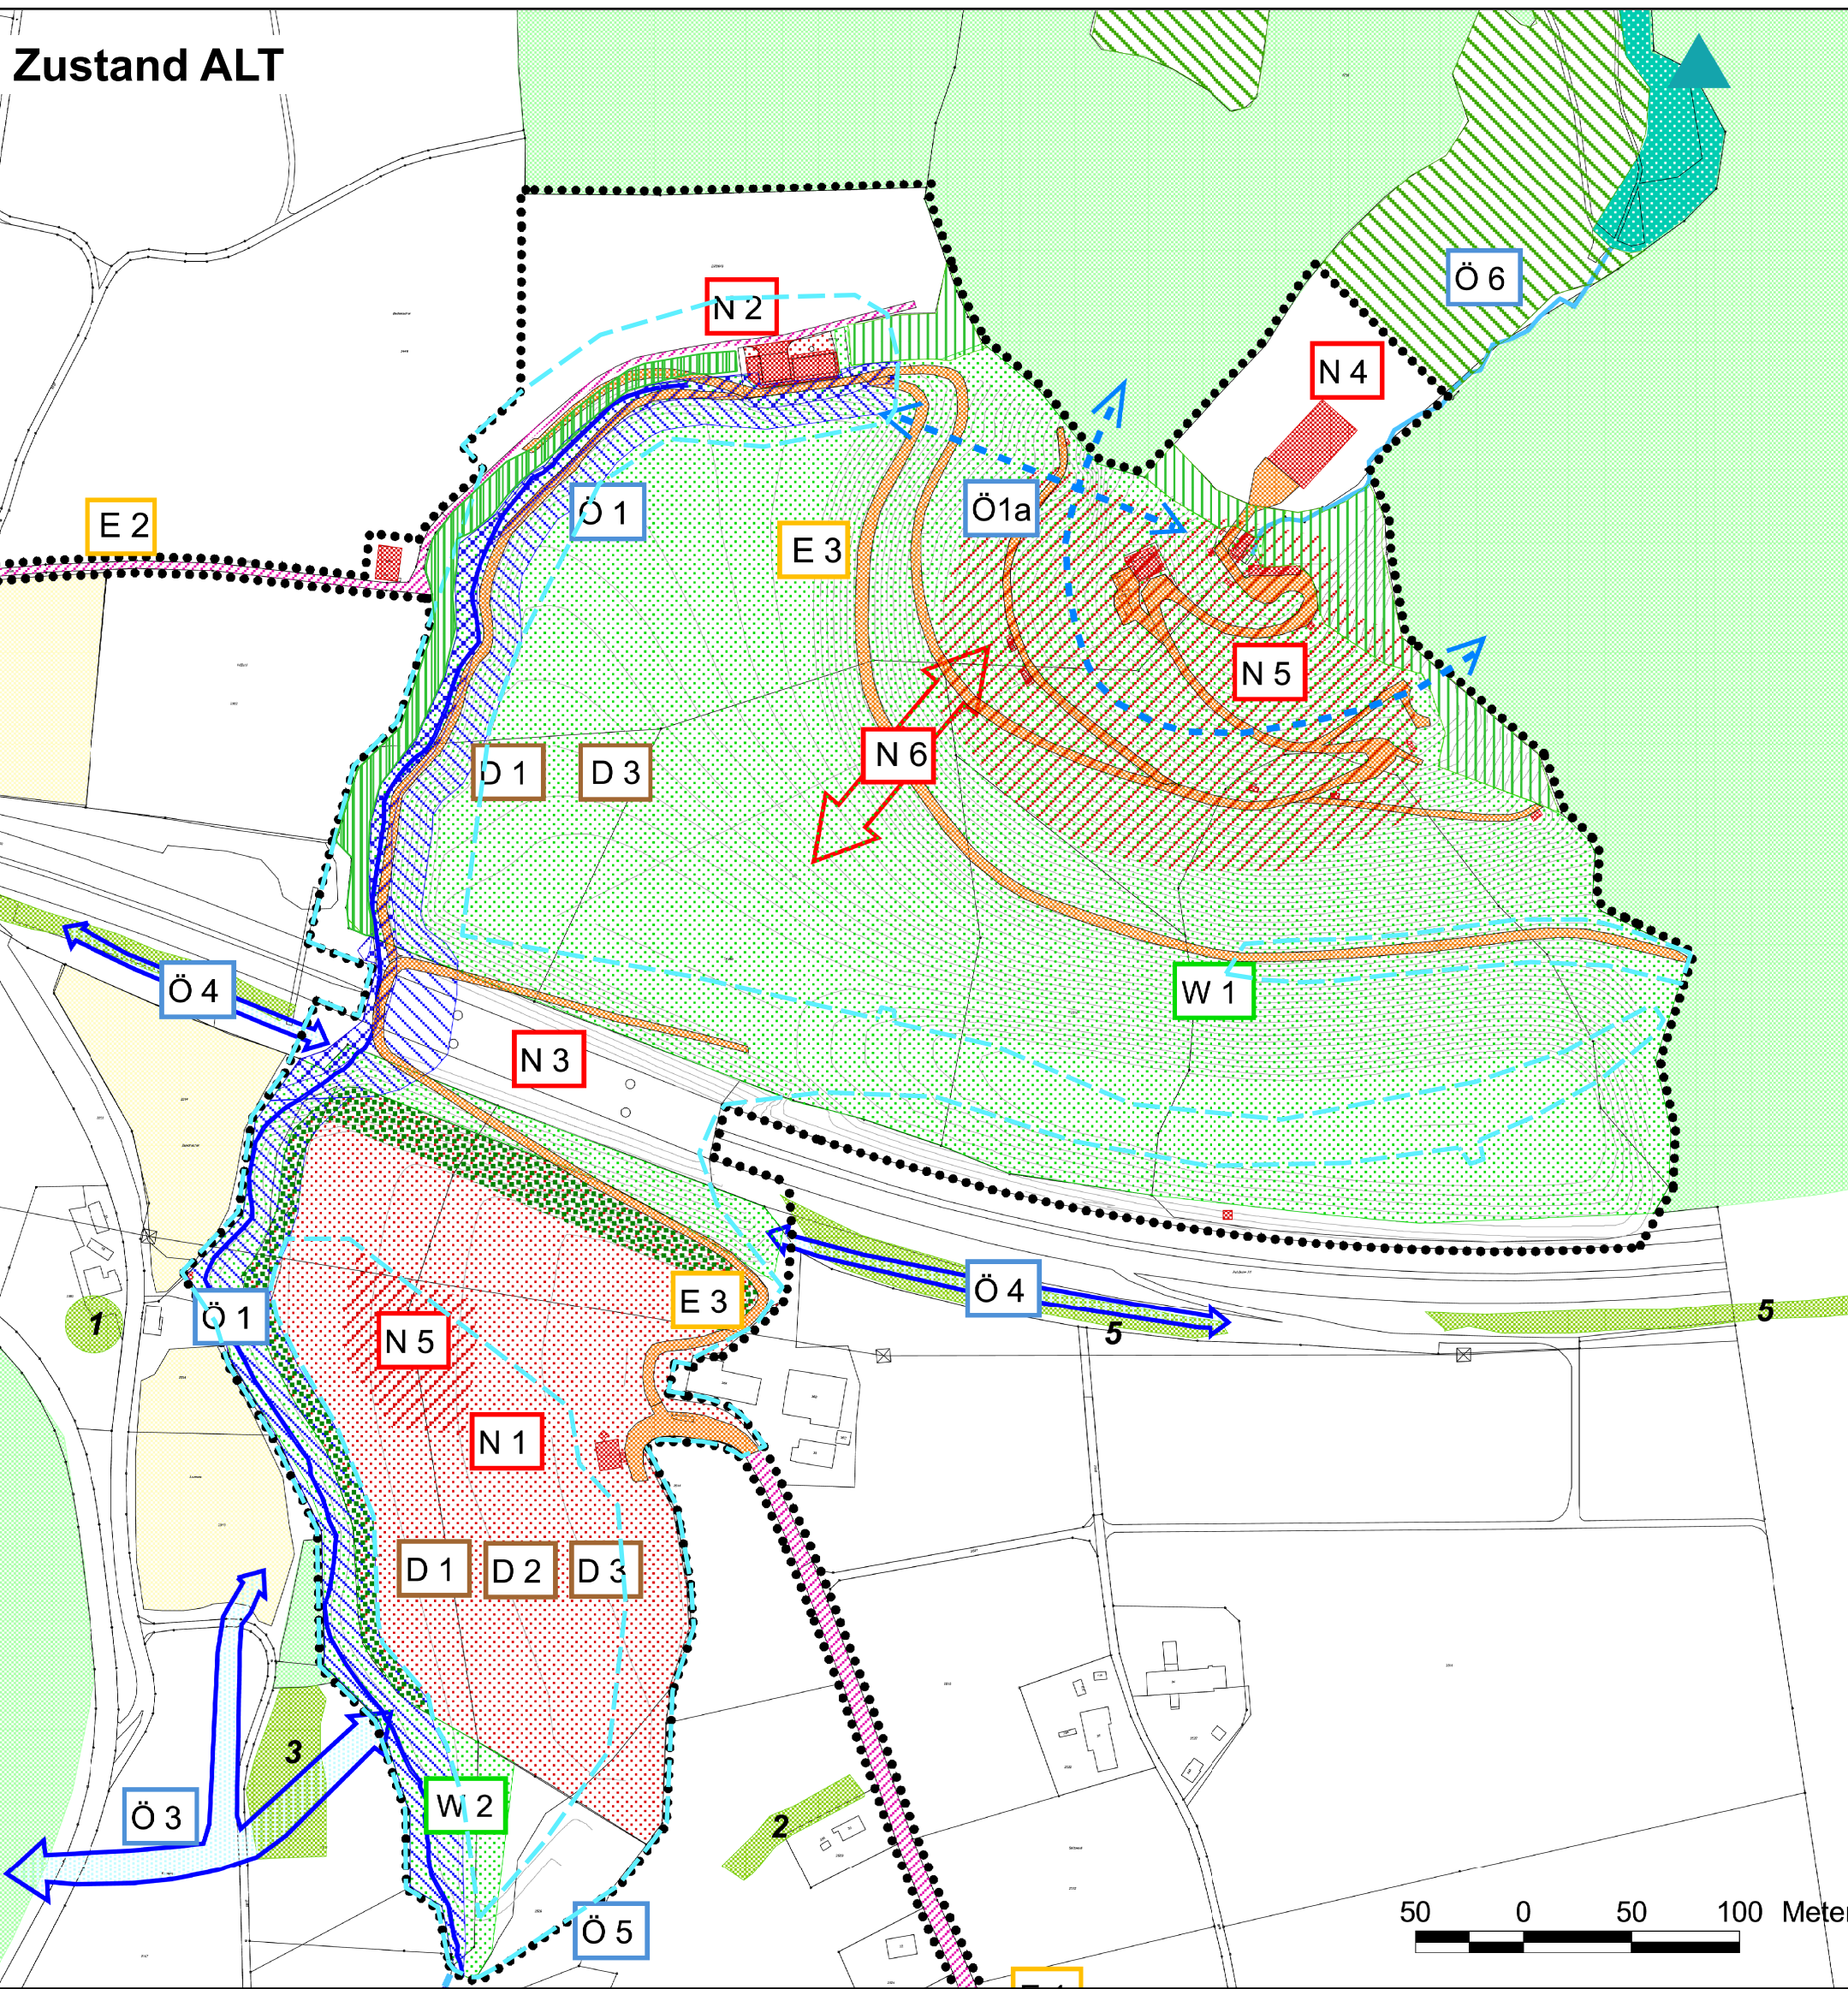 Zustand ALT
Ö 6
N 2
N 4
E 2
Ö 1
Ö1a
E 3
N 5
N 6
D 1
D 3
Ö 4
W 1
N 3
Ö 4
E 3
5
5
1
Ö 1
N 5
N 1
D 1
D 2
D 3
3
W 2
Ö 3
2
Ö 5
50 0 50 100 Meter